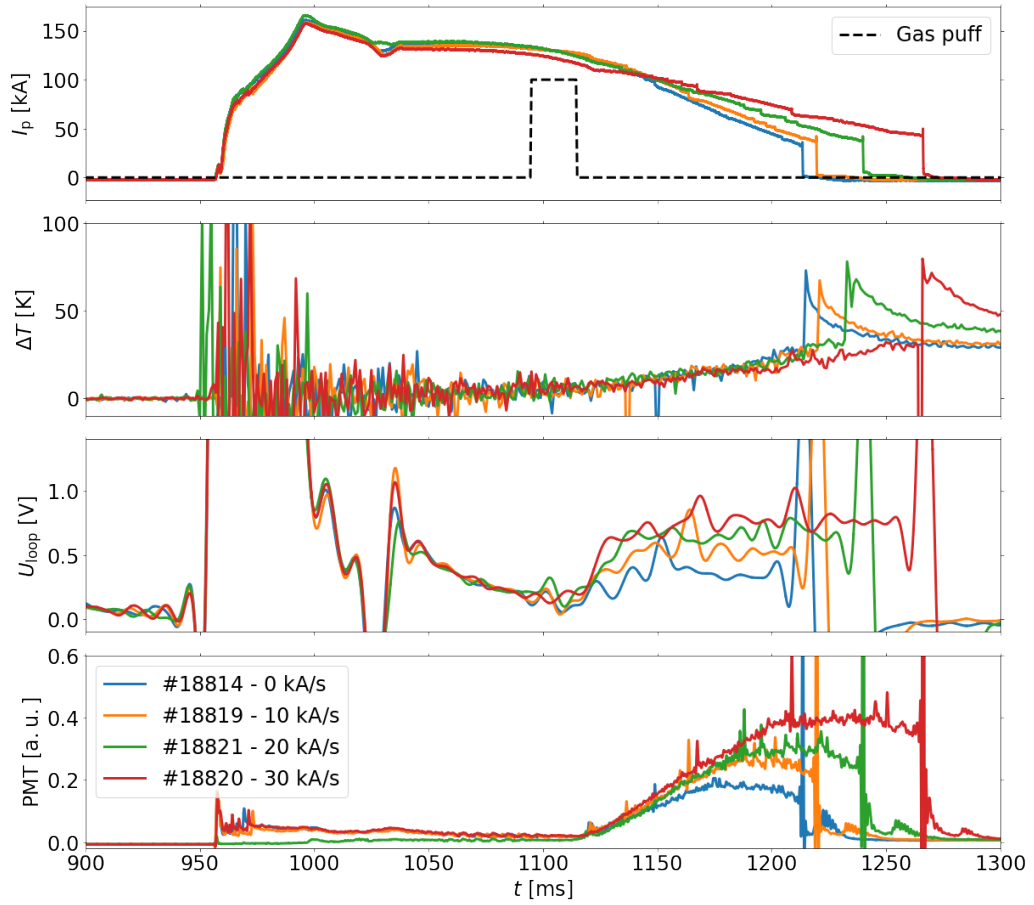 150
100
50
0
I_p [kA]
Gas puff
100
50
0
ΔT [K]
1.0
0.5
0.0
U_loop [V]
0.6
0.4
0.2
0.0
PMT [a. u.]
#18814 - 0 kA/s
#18819 - 10 kA/s
#18821 - 20 kA/s
#18820 - 30 kA/s
900 950 1000 1050 1100 1150 1200 1250 1300
t [ms]